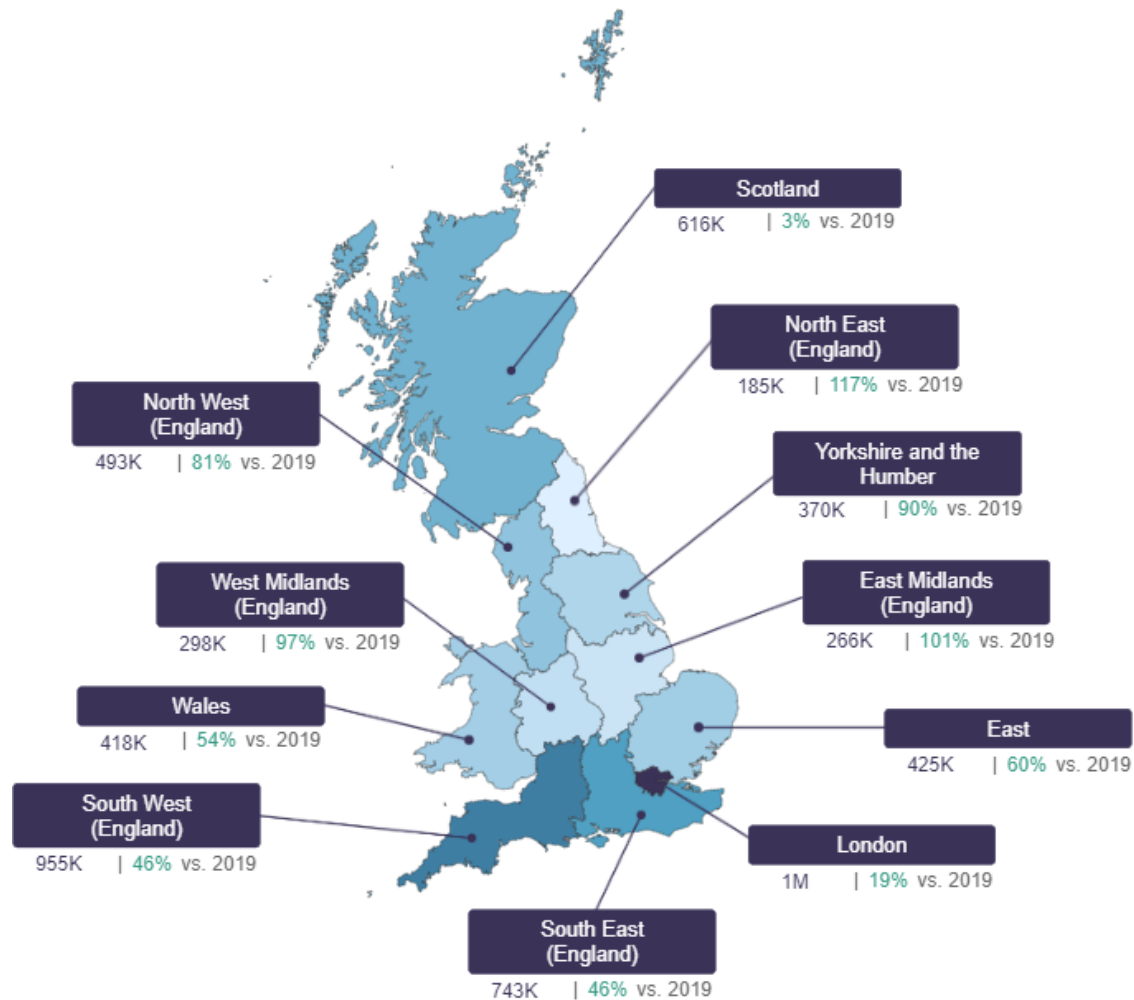 Scotland
616K | 3% vs. 2019
North East
(England)
185K | 117% vs. 2019
North West
(England)
493K | 81% vs. 2019
Yorkshire and the
Humber
370K | 90% vs. 2019
West Midlands
(England)
298K | 97% vs. 2019
East Midlands
(England)
266K | 101% vs. 2019
Wales
418K | 54% vs. 2019
East
425K | 60% vs. 2019
South West
(England)
955K | 46% vs. 2019
London
1M | 19% vs. 2019
South East
(England)
743K | 46% vs. 2019